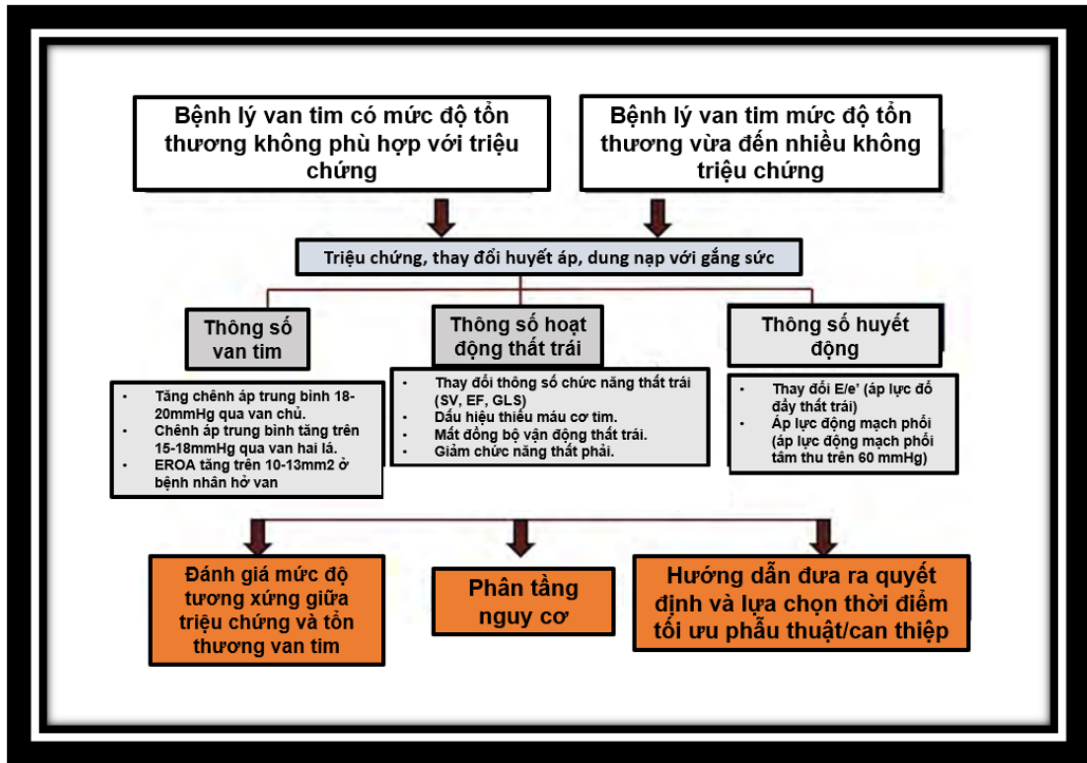 Bệnh lý van tim có mức độ tổn
thương không phù hợp với triệu
chứng
Bệnh lý van tim mức độ tổn
thương vừa đến nhiều không
triệu chứng
Triệu chứng, thay đổi huyết áp, dung nạp với gắng sức
Thông số
van tim
Thông số hoạt
động thất trái
Thông số huyết
động
• Tăng chênh áp trung bình 18-
20mmHg qua van chủ.
• Chênh áp trung bình tăng trên
15-18mmHg qua van hai lá.
• EROA tăng trên 10-13mm2 ở
bệnh nhân hở van
• Thay đổi thông số chức năng thất trái
(SV, EF, GLS)
• Dấu hiệu thiếu máu cơ tim.
• Mất đồng bộ vận động thất trái.
• Giảm chức năng thất phải.
• Thay đổi E/e’ (áp lực đổ
đầy thất trái)
• Áp lực động mạch phổi
(áp lực động mạch phổi
tâm thu trên 60 mmHg)
Đánh giá mức độ
tương xứng giữa
triệu chứng và tổn
thương van tim
Phân tầng
nguy cơ
Hướng dẫn đưa ra quyết
định và lựa chọn thời điểm
tối ưu phẫu thuật/can thiệp